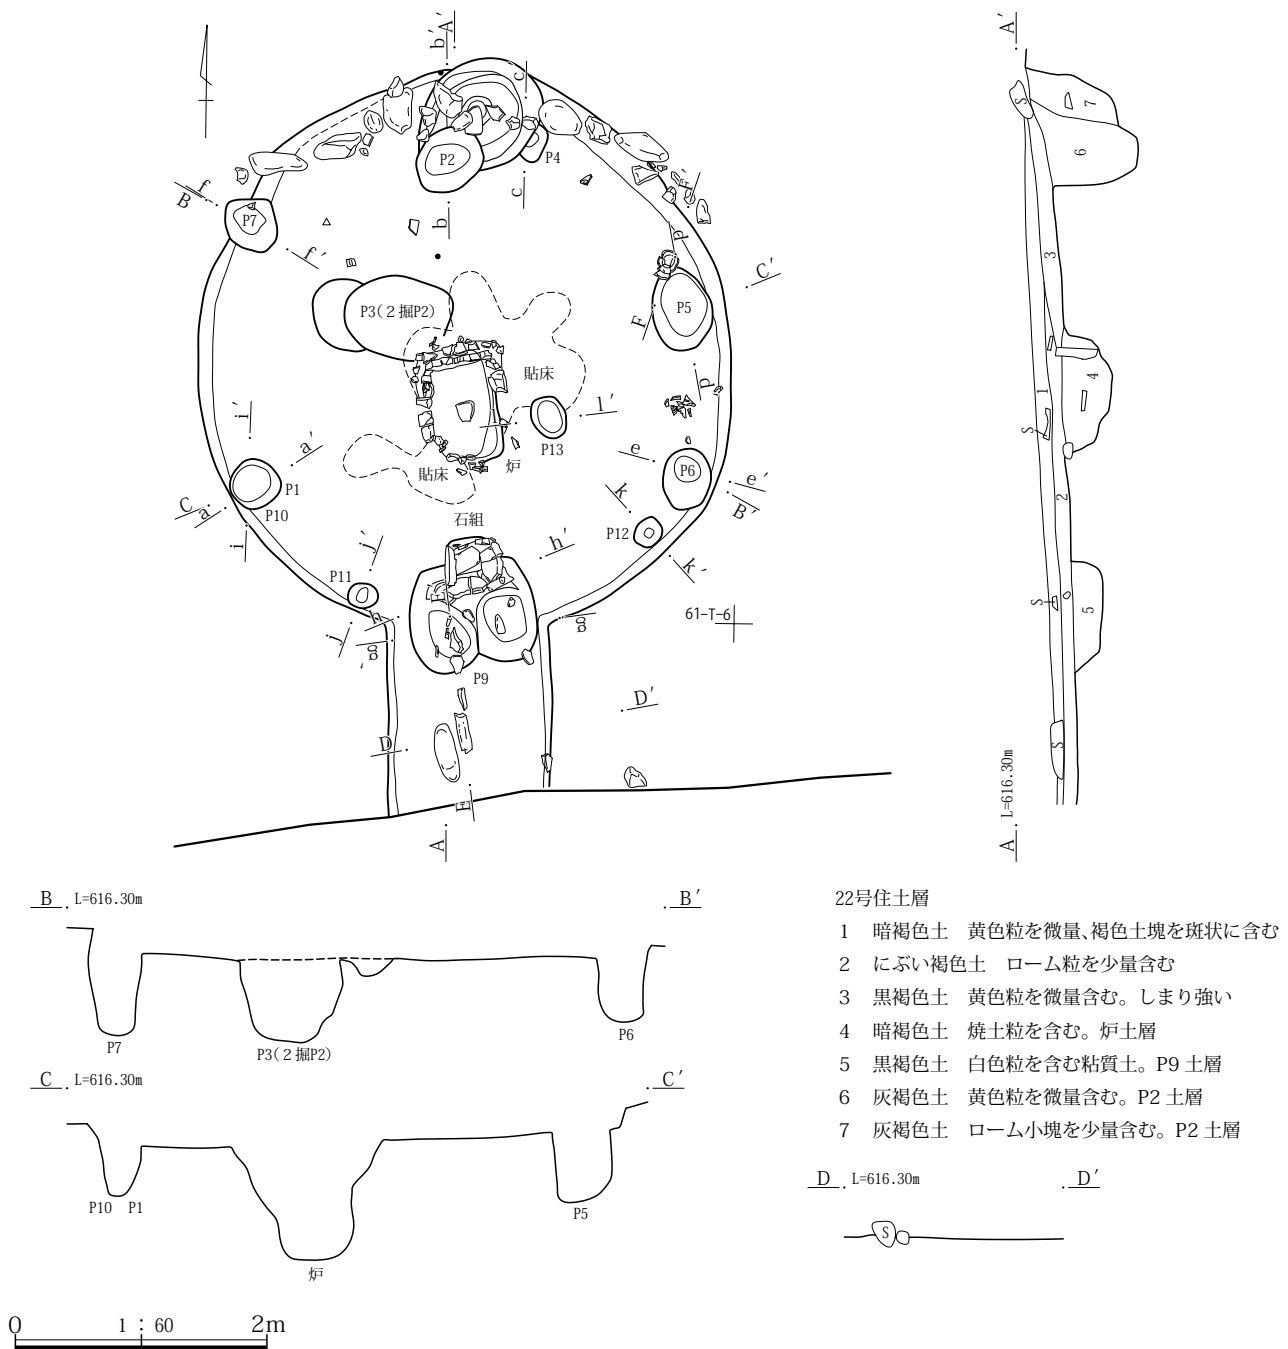 A′
b′
c
P2
P4
c
f
B
P7
b
f′
F′
d
C′
P3(２掘P2)
P5
F
貼床
d
l′
l
P13
炉
貼床
i′
a′
e
P6
e′
B′
P1
P10
C
a
i
k
P12
k′
石組
h′
j′
P11
h
j
g′
g
61-T-6
P9
D
D′
E
A
A′
S
7
6
3
4
1
S
2
S
5
S
A L=616.30m
B L=616.30m B′
P7
P3(２掘P2)
P6
C L=616.30m C′
P10 P1
炉
P5
22号住土層
1 暗褐色土 黄色粒を微量、褐色土塊を斑状に含む
2 にぶい褐色土 ローム粒を少量含む
3 黒褐色土 黄色粒を微量含む。しまり強い
4 暗褐色土 焼土粒を含む。炉土層
5 黒褐色土 白色粒を含む粘質土。P9 土層
6 灰褐色土 黄色粒を微量含む。P2 土層
7 灰褐色土 ローム小塊を少量含む。P2 土層
D L=616.30m D′
S
0 1 : 60 2m